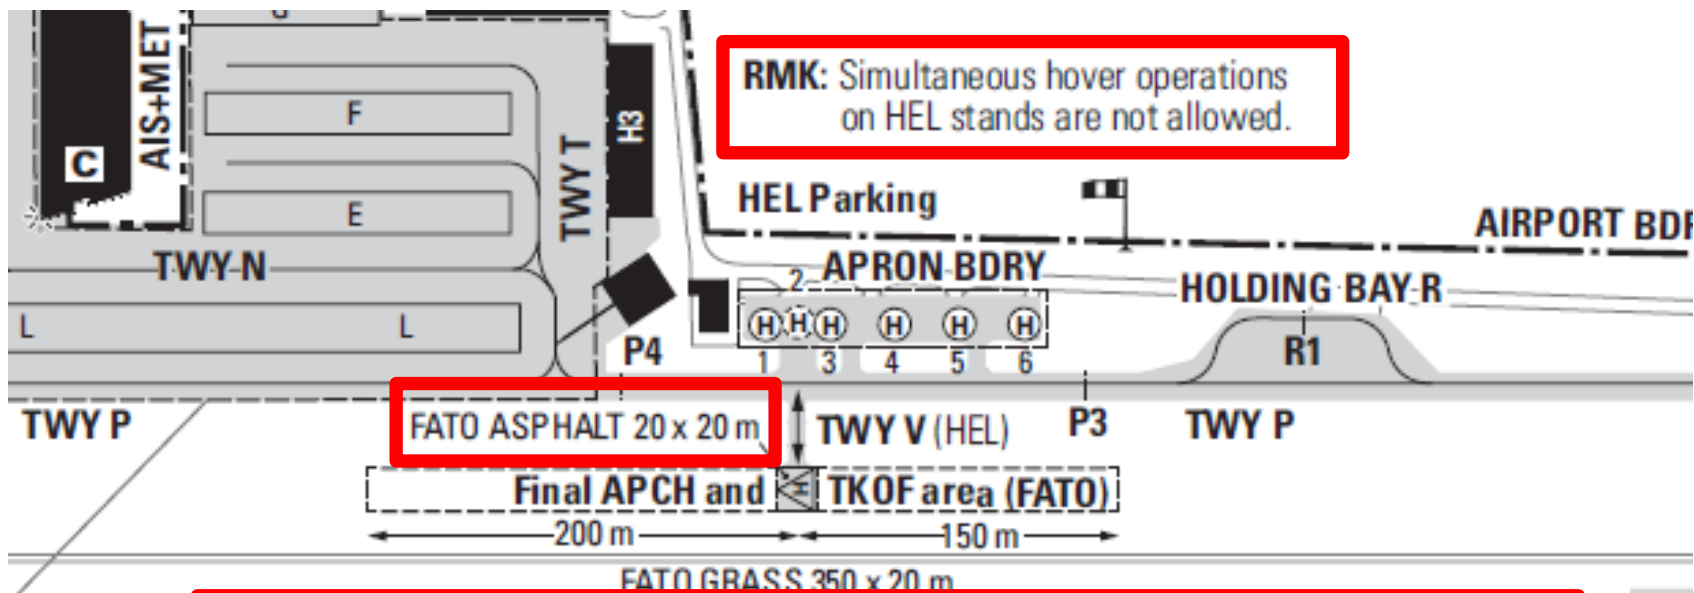 G
AIS+MET
C
F
E
TWY N
L
L
TWY T
H3
RMK: Simultaneous hover operations
on HEL stands are not allowed.
HEL Parking
AIRPORT BDR
APRON BDRY
HOLDING BAY R
2
H H H H H H
1 3 4 5 6
P4
R1
TWY P
FATO ASPHALT 20 x 20 m
TWY V (HEL)
P3
TWY P
Final APCH and H TKOF area (FATO)
200 m
150 m
FATO GRASS 350 x 20 m